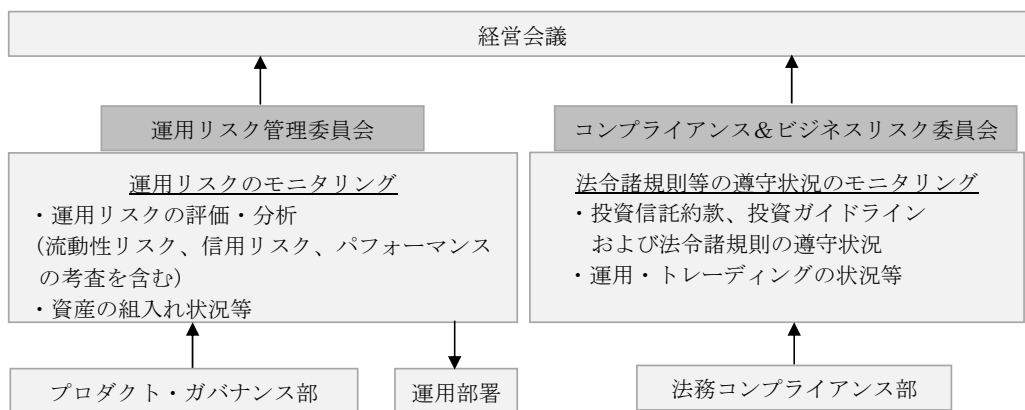 経営会議
運用リスク管理委員会
運用リスクのモニタリング
・運用リスクの評価・分析
(流動性リスク、信用リスク、パフォーマンス
の考査を含む)
・資産の組入れ状況等
コンプライアンス＆ビジネスリスク委員会
法令諸規則等の遵守状況のモニタリング
・投資信託約款、投資ガイドライン
および法令諸規則の遵守状況
・運用・トレーディングの状況等
プロダクト・ガバナンス部
運用部署
法務コンプライアンス部